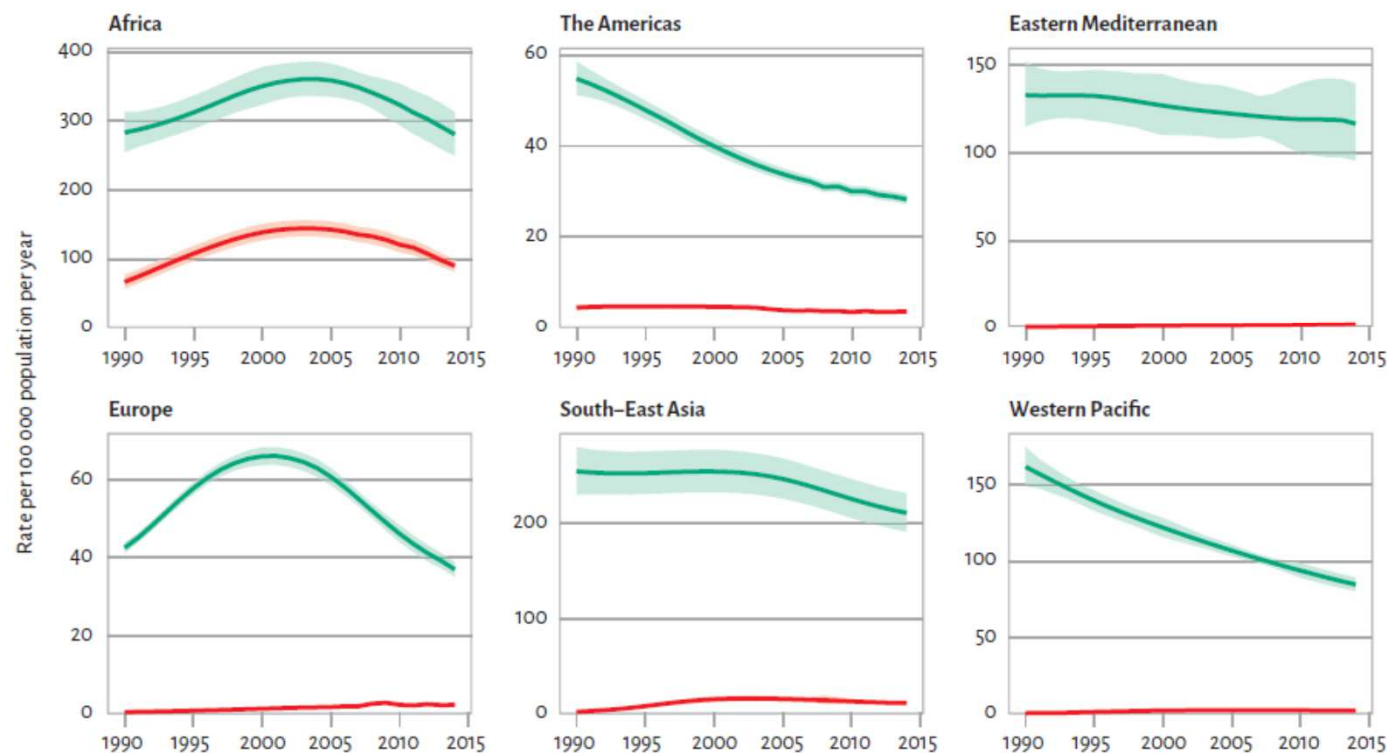 Rate per 100 000 population per year
Africa
400
300
200
100
0
1990 1995 2000 2005 2010 2015
The Americas
60
40
20
0
1990 1995 2000 2005 2010 2015
Eastern Mediterranean
150
100
50
0
1990 1995 2000 2005 2010 2015
Europe
60
40
20
0
1990 1995 2000 2005 2010 2015
South–East Asia
200
100
0
1990 1995 2000 2005 2010 2015
Western Pacific
150
100
50
0
1990 1995 2000 2005 2010 2015